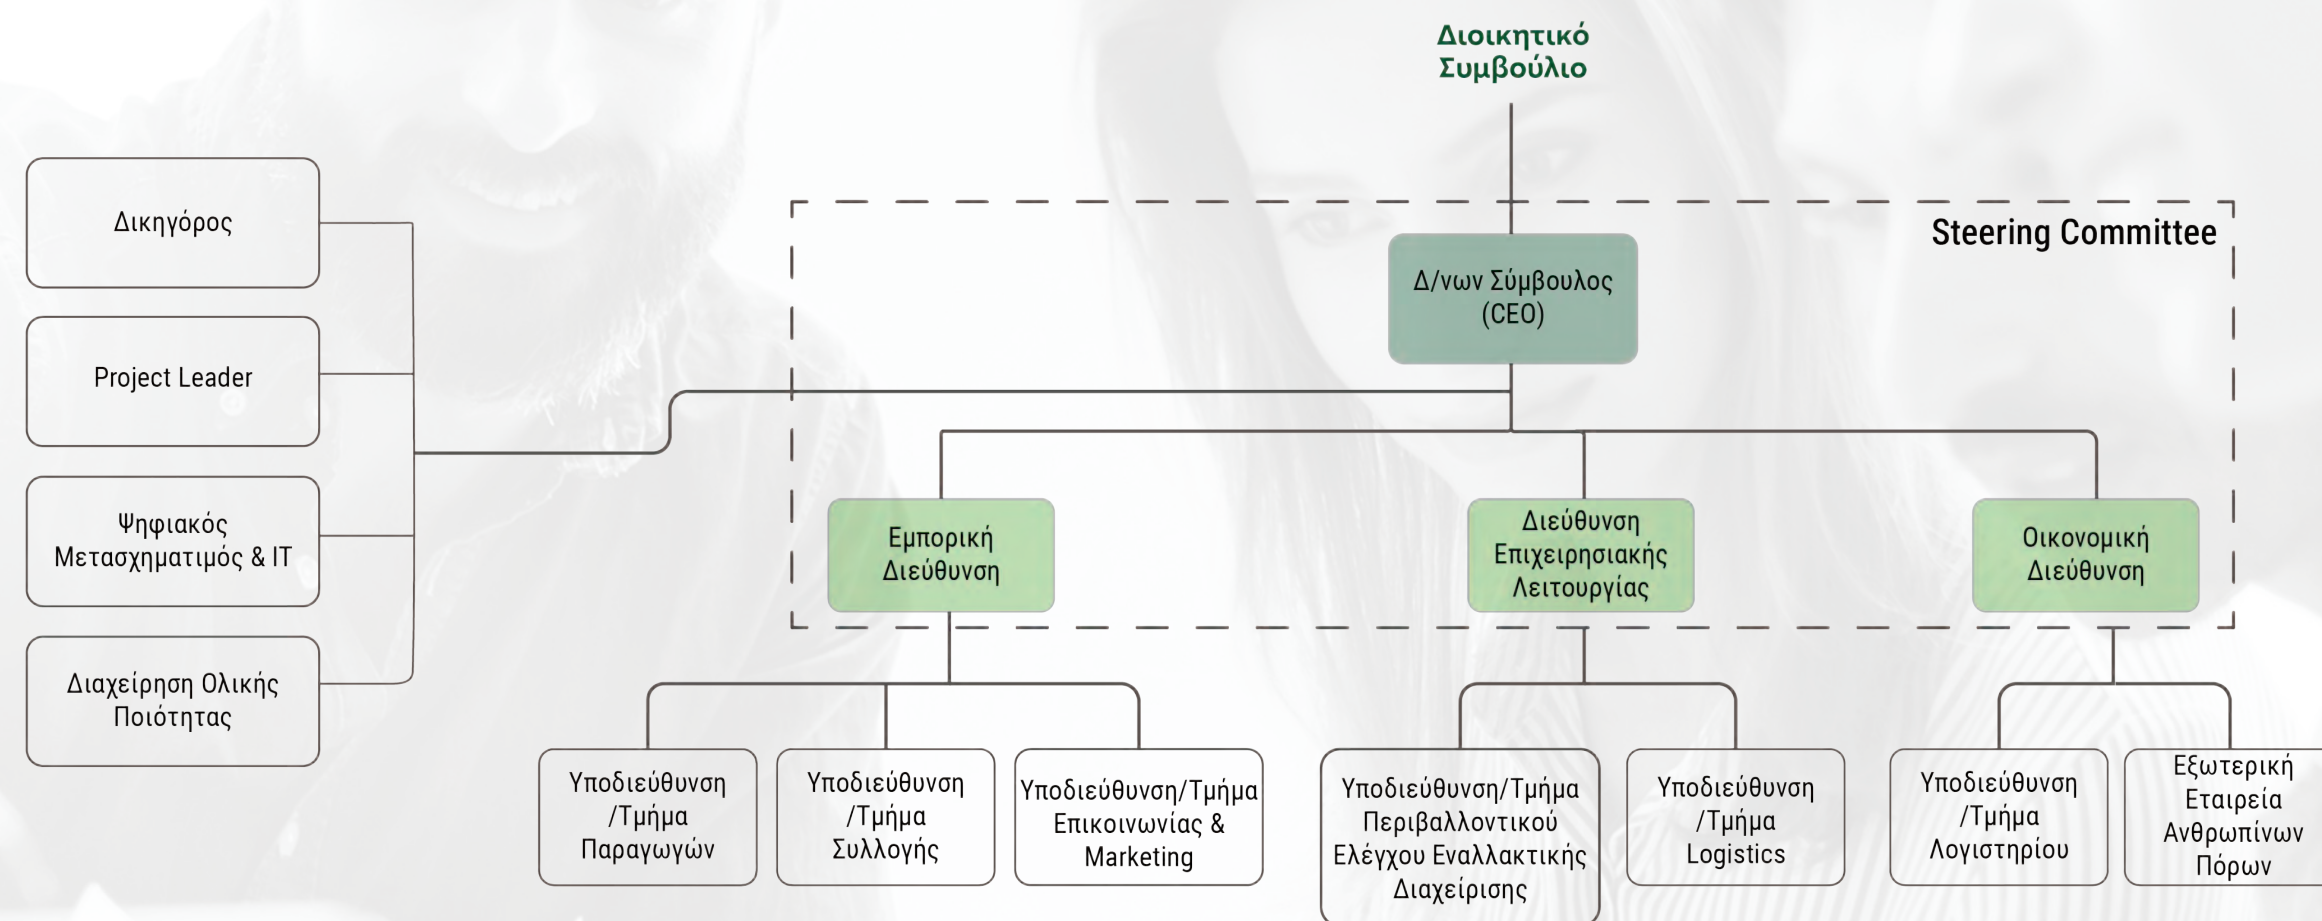 Διοικητικό
Συμβούλιο
Steering Committee
Δ/νων Σύμβουλος
(CEO)
Δικηγόρος
Project Leader
Ψηφιακός
Μετασχηματιμός & IT
Διαχείρηση Ολικής
Ποιότητας
Εμπορική
Διεύθυνση
Διεύθυνση
Επιχειρησιακής
Λειτουργίας
Οικονομική
Διεύθυνση
Υποδιεύθυνση
/Τμήμα
Παραγωγών
Υποδιεύθυνση
/Τμήμα
Συλλογής
Υποδιεύθυνση/Τμήμα
Επικοινωνίας &
Marketing
Υποδιεύθυνση/Τμήμα
Περιβαλλοντικού
Ελέγχου Εναλλακτικής
Διαχείρισης
Υποδιεύθυνση
/Τμήμα
Logistics
Υποδιεύθυνση
/Τμήμα
Λογιστηρίου
Εξωτερική
Εταιρεία
Ανθρωπίνων
Πόρων